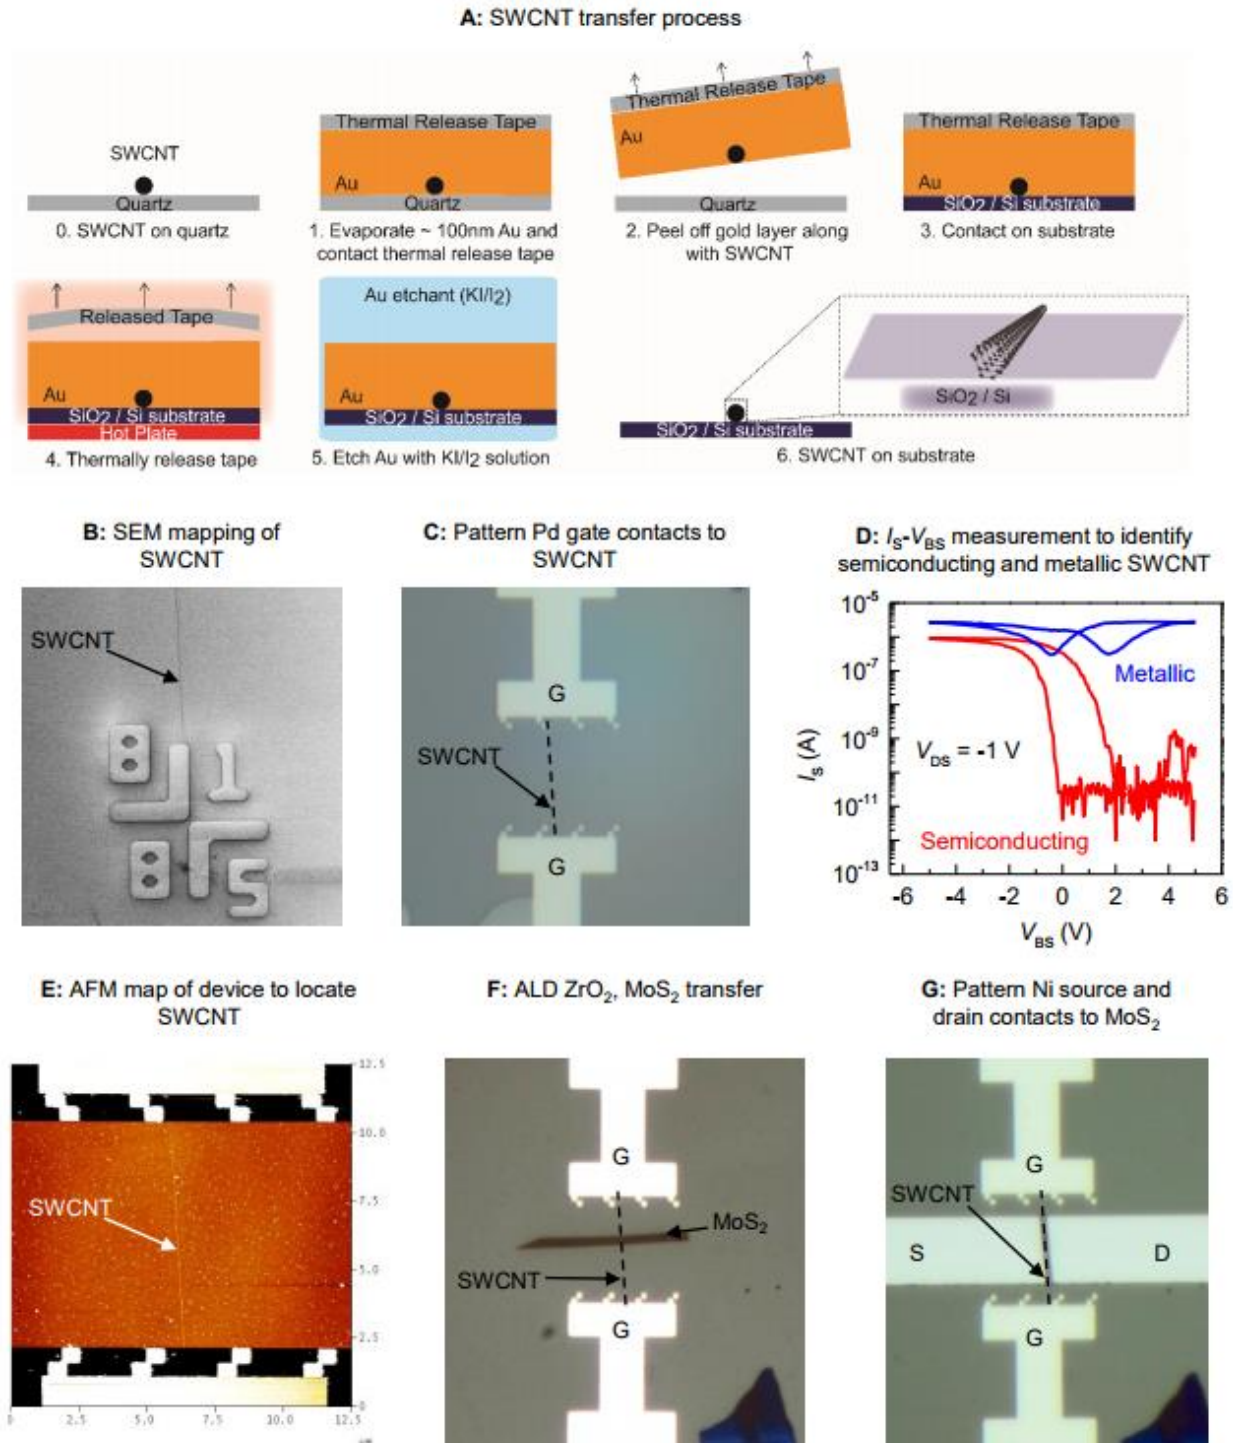 A: SWCNT transfer process
SWCNT
Quartz
0. SWCNT on quartz
Thermal Release Tape
Au
Quartz
1. Evaporate ~ 100nm Au and
contact thermal release tape
Thermal Release Tape
Au
Quartz
2. Peel off gold layer along
with SWCNT
Thermal Release Tape
Au
SiO2 / Si substrate
3. Contact on substrate
Released Tape
Au
SiO2 / Si substrate
Hot Plate
4. Thermally release tape
Au etchant (KI/I2)
Au
SiO2 / Si substrate
5. Etch Au with KI/I2 solution
SiO2 / Si
SiO2 / Si substrate
6. SWCNT on substrate
B: SEM mapping of
SWCNT
SWCNT
8
1
8
5
C: Pattern Pd gate contacts to
SWCNT
G
SWCNT
G
D: IS-VBS measurement to identify
semiconducting and metallic SWCNT
10-5
10-7
10-9
10-11
10-13
IS (A)
Metallic
VDS = -1 V
Semiconducting
-6 -4 -2 0 2 4 6
VBS (V)
E: AFM map of device to locate
SWCNT
SWCNT
12.5
10.0
7.5
5.0
2.5
0
0 2.5 5.0 7.5 10.0 12.5
F: ALD ZrO2, MoS2 transfer
G
MoS2
SWCNT
G
G: Pattern Ni source and
drain contacts to MoS2
G
SWCNT
S
D
G